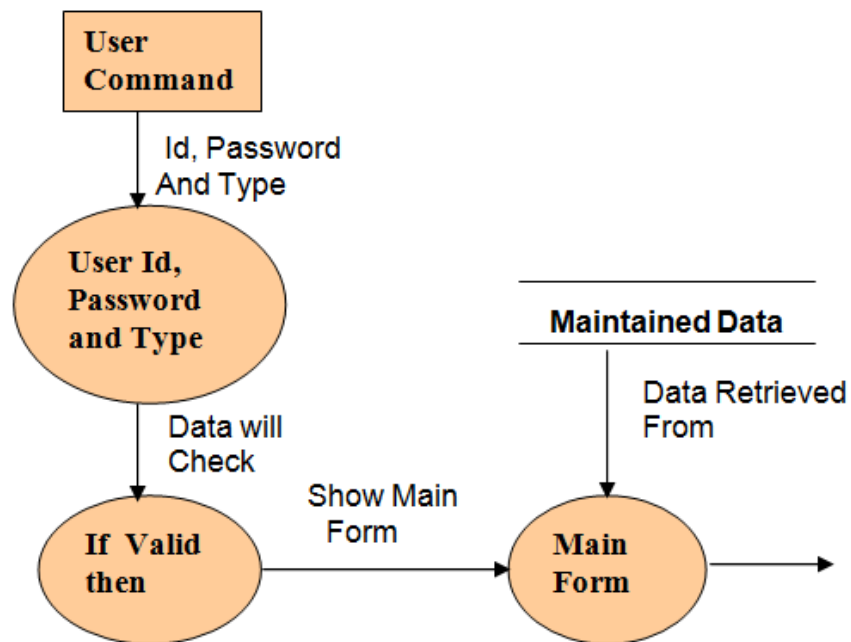 User
Command
Id, Password
And Type
User Id,
Password
and Type
Maintained Data
Data Retrieved
From
Data will
Check
Show Main
Form
If Valid
then
Main
Form